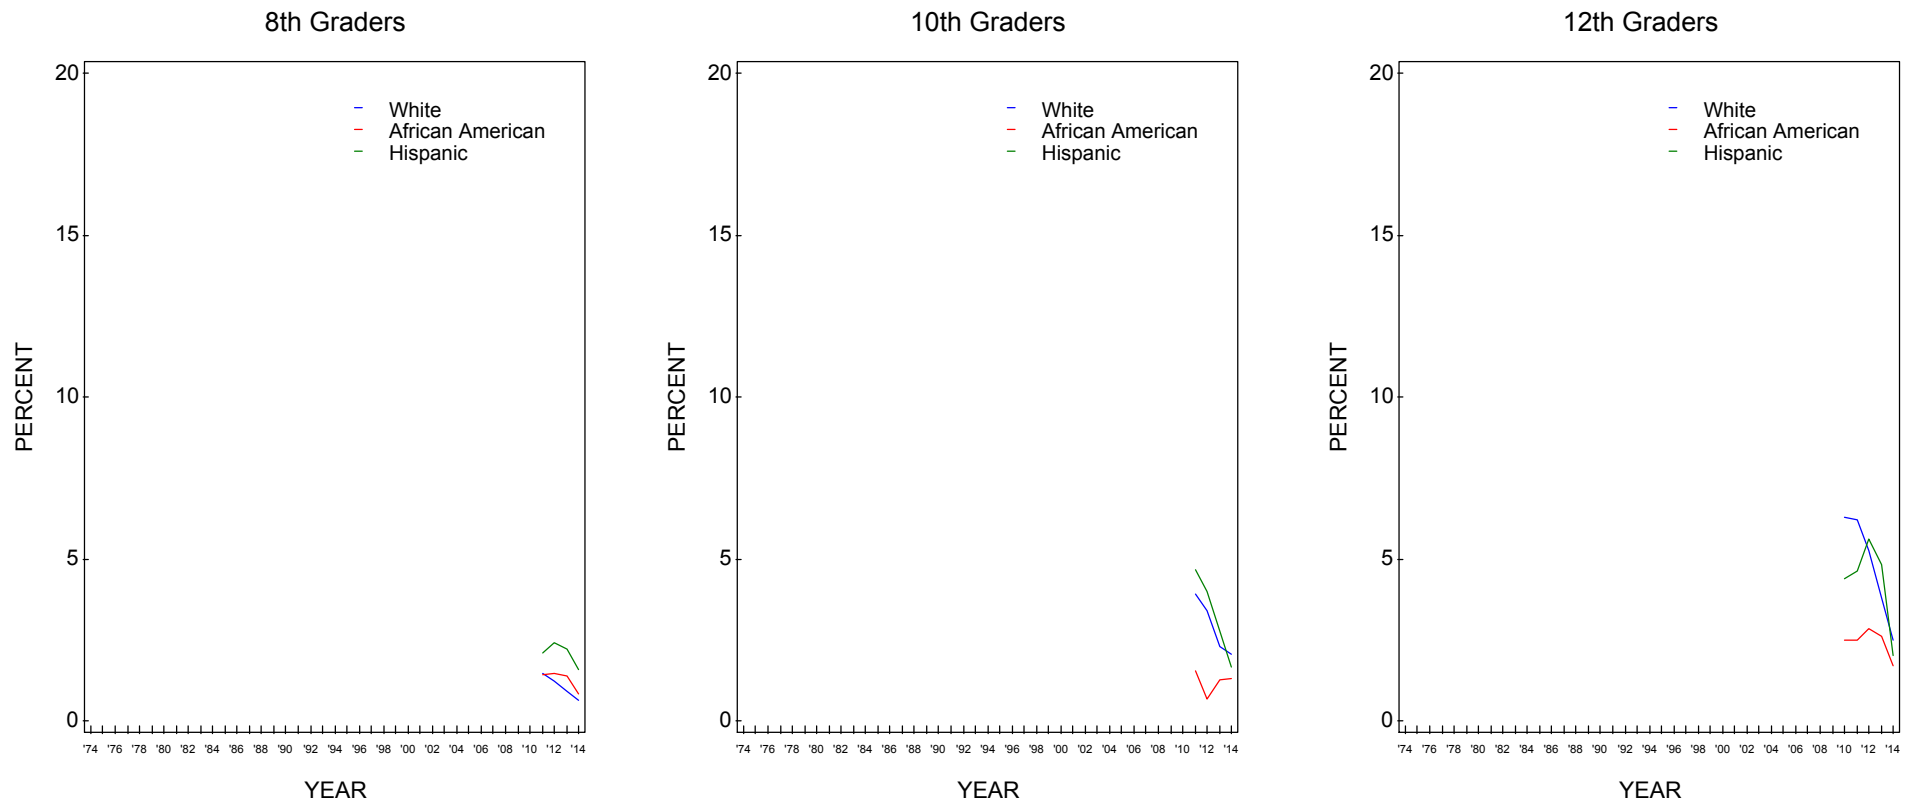 8th Graders
20
15
10
5
0
PERCENT
White
African American
Hispanic
'74 '76 '78 '80 '82 '84 '86 '88 '90 '92 '94 '96 '98 '00 '02 '04 '06 '08 '10 '12 '14
YEAR
10th Graders
20
15
10
5
0
PERCENT
White
African American
Hispanic
'74 '76 '78 '80 '82 '84 '86 '88 '90 '92 '94 '96 '98 '00 '02 '04 '06 '08 '10 '12 '14
YEAR
12th Graders
20
15
10
5
0
PERCENT
White
African American
Hispanic
'74 '76 '78 '80 '82 '84 '86 '88 '90 '92 '94 '96 '98 '00 '02 '04 '06 '08 '10 '12 '14
YEAR